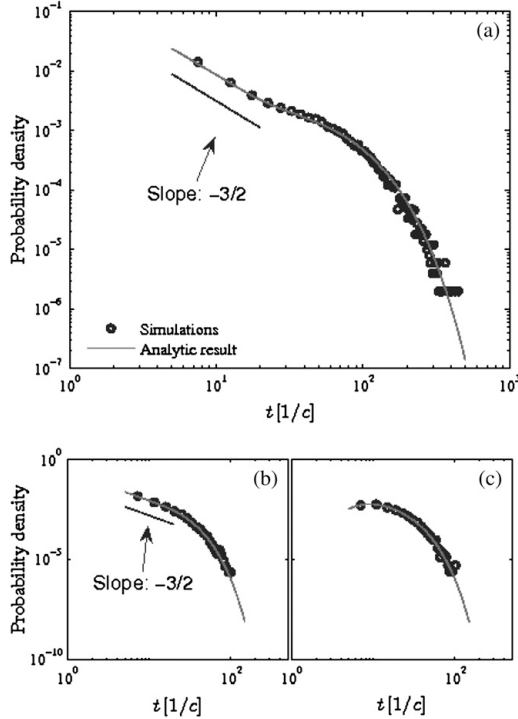 (a)
Probability density
10^-1
10^-2
10^-3
10^-4
10^-5
10^-6
10^-7
Slope: -3/2
Simulations
Analytic result
10^0
10^1
10^2
10^3
t [1/c]
(b)
(c)
Probability density
10^0
10^-5
10^-10
Slope: -3/2
10^0
10^2
10^0
10^2
t [1/c]
t [1/c]